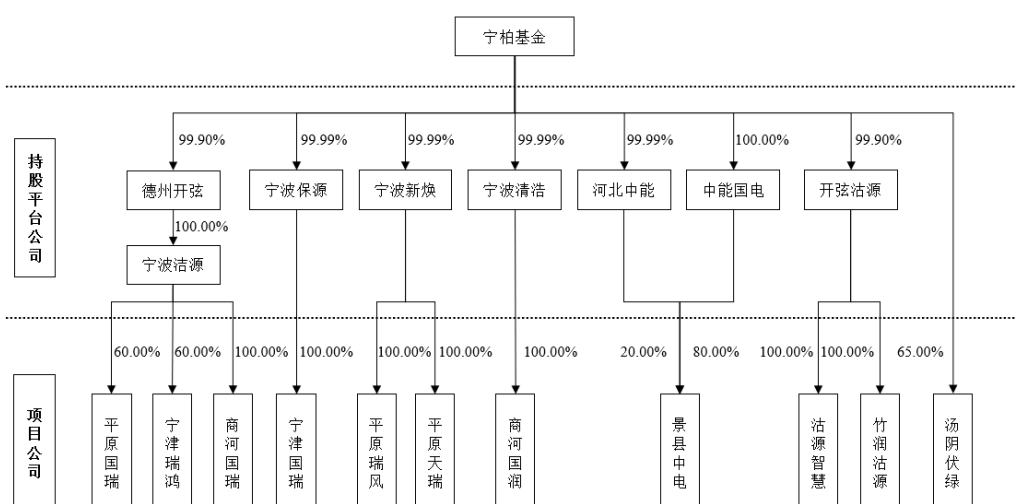 宁柏基金
99.90%
99.99%
99.99%
99.99%
99.99%
100.00%
99.90%
持股平台公司
德州开弦
宁波保源
宁波新焕
宁波清浩
河北中能
中能国电
开弦沽源
100.00%
宁波洁源
60.00%
60.00%
100.00%
100.00%
100.00%
100.00%
100.00%
20.00%
80.00%
100.00%
100.00%
65.00%
项目公司
平原国瑞
宁津瑞鸿
商河国瑞
宁津国瑞
平原瑞风
平原天瑞
商河国润
景县中电
沽源智慧
竹润沽源
汤阴伏绿